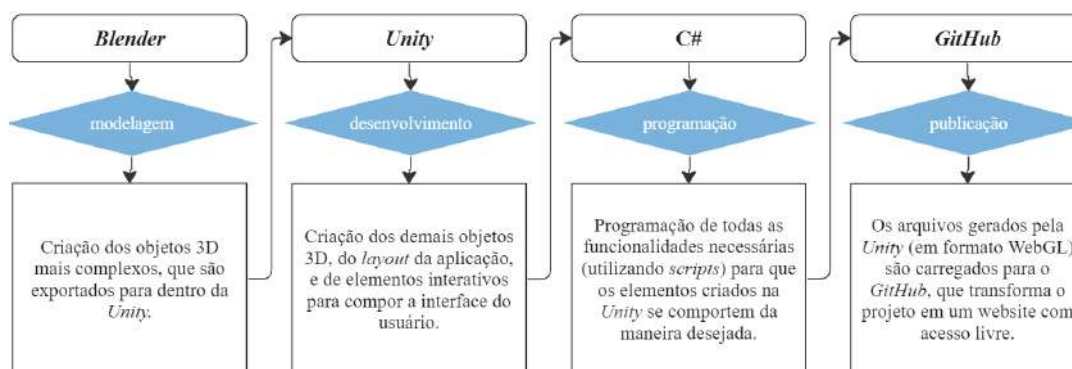 Blender
modelagem
Criação dos objetos 3D
mais complexos, que são
exportados para dentro da
Unity.
Unity
desenvolvimento
Criação dos demais objetos
3D, do layout da aplicação,
e de elementos interativos
para compor a interface do
usuário.
C#
programação
Programação de todas as
funcionalidades necessárias
(utilizando scripts) para que
os elementos criados na
Unity se comportem da
maneira desejada.
GitHub
publicação
Os arquivos gerados pela
Unity (em formato WebGL)
são carregados para o
GitHub, que transforma o
projeto em um website com
acesso livre.